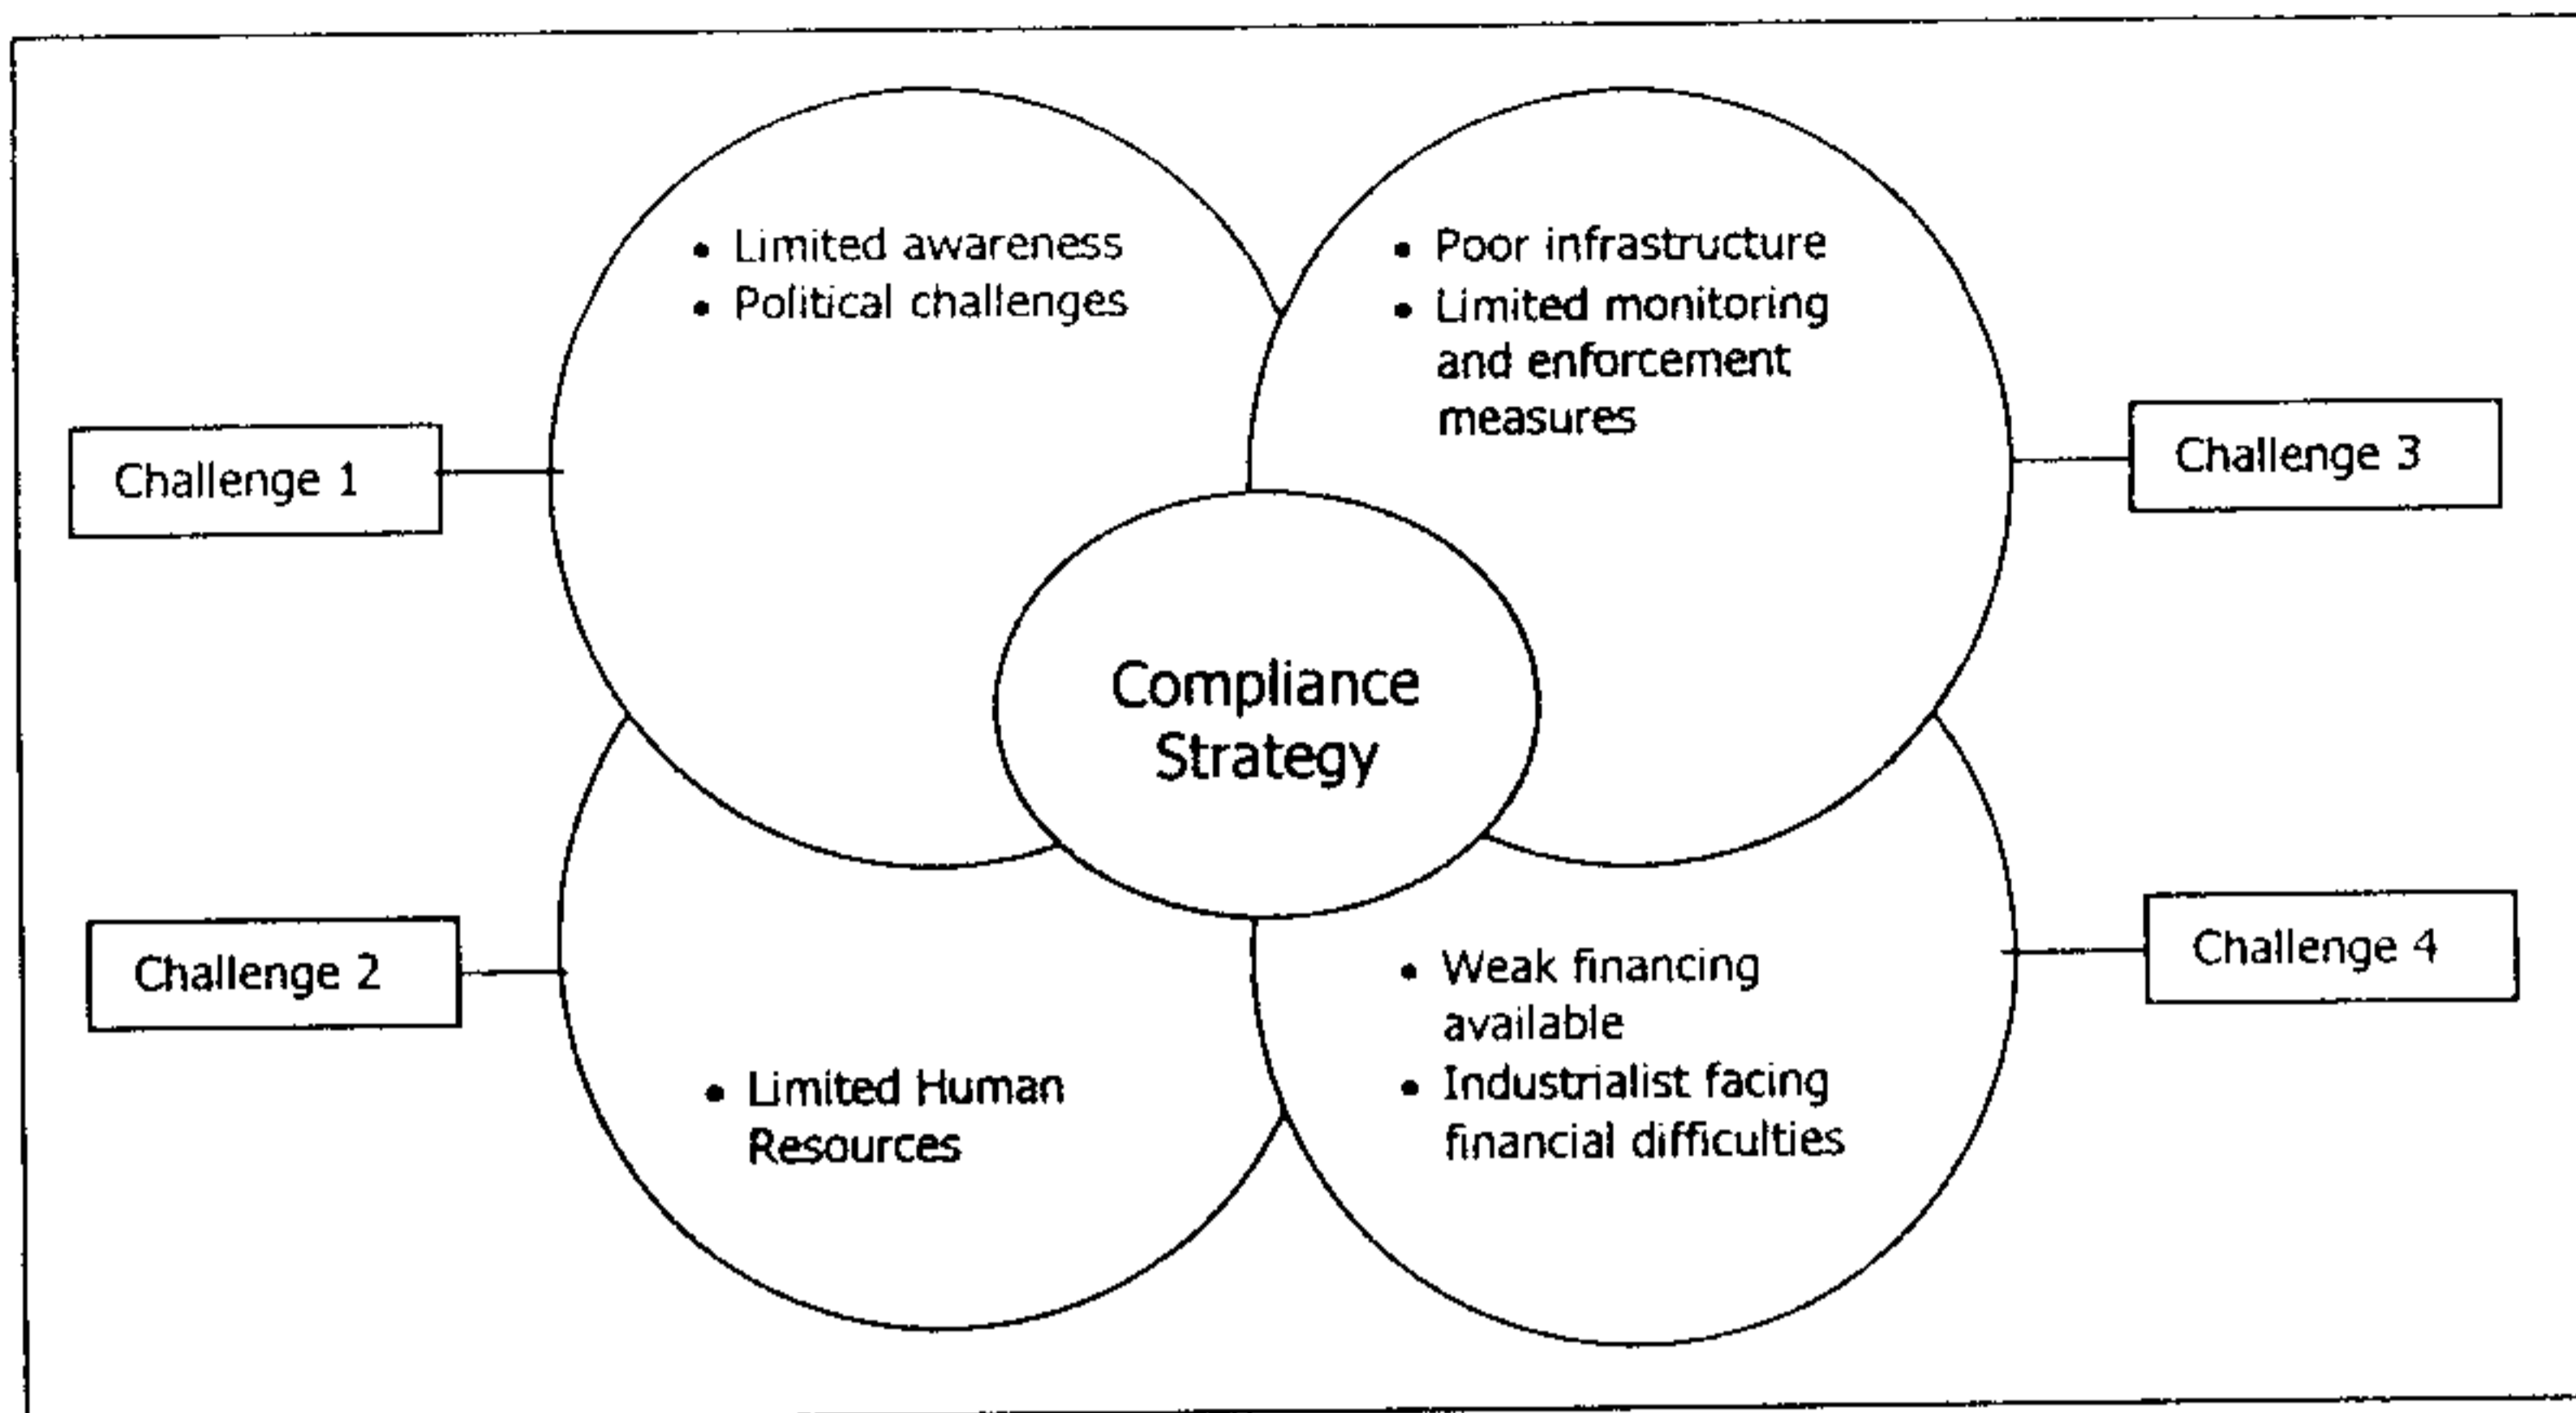 • Limited awareness
• Political challenges
• Poor infrastructure
• Limited monitoring
and enforcement
measures
Challenge 1
Challenge 3
Compliance
Strategy
Challenge 2
Challenge 4
• Limited Human
Resources
• Weak financing
available
• Industrialist facing
financial difficulties